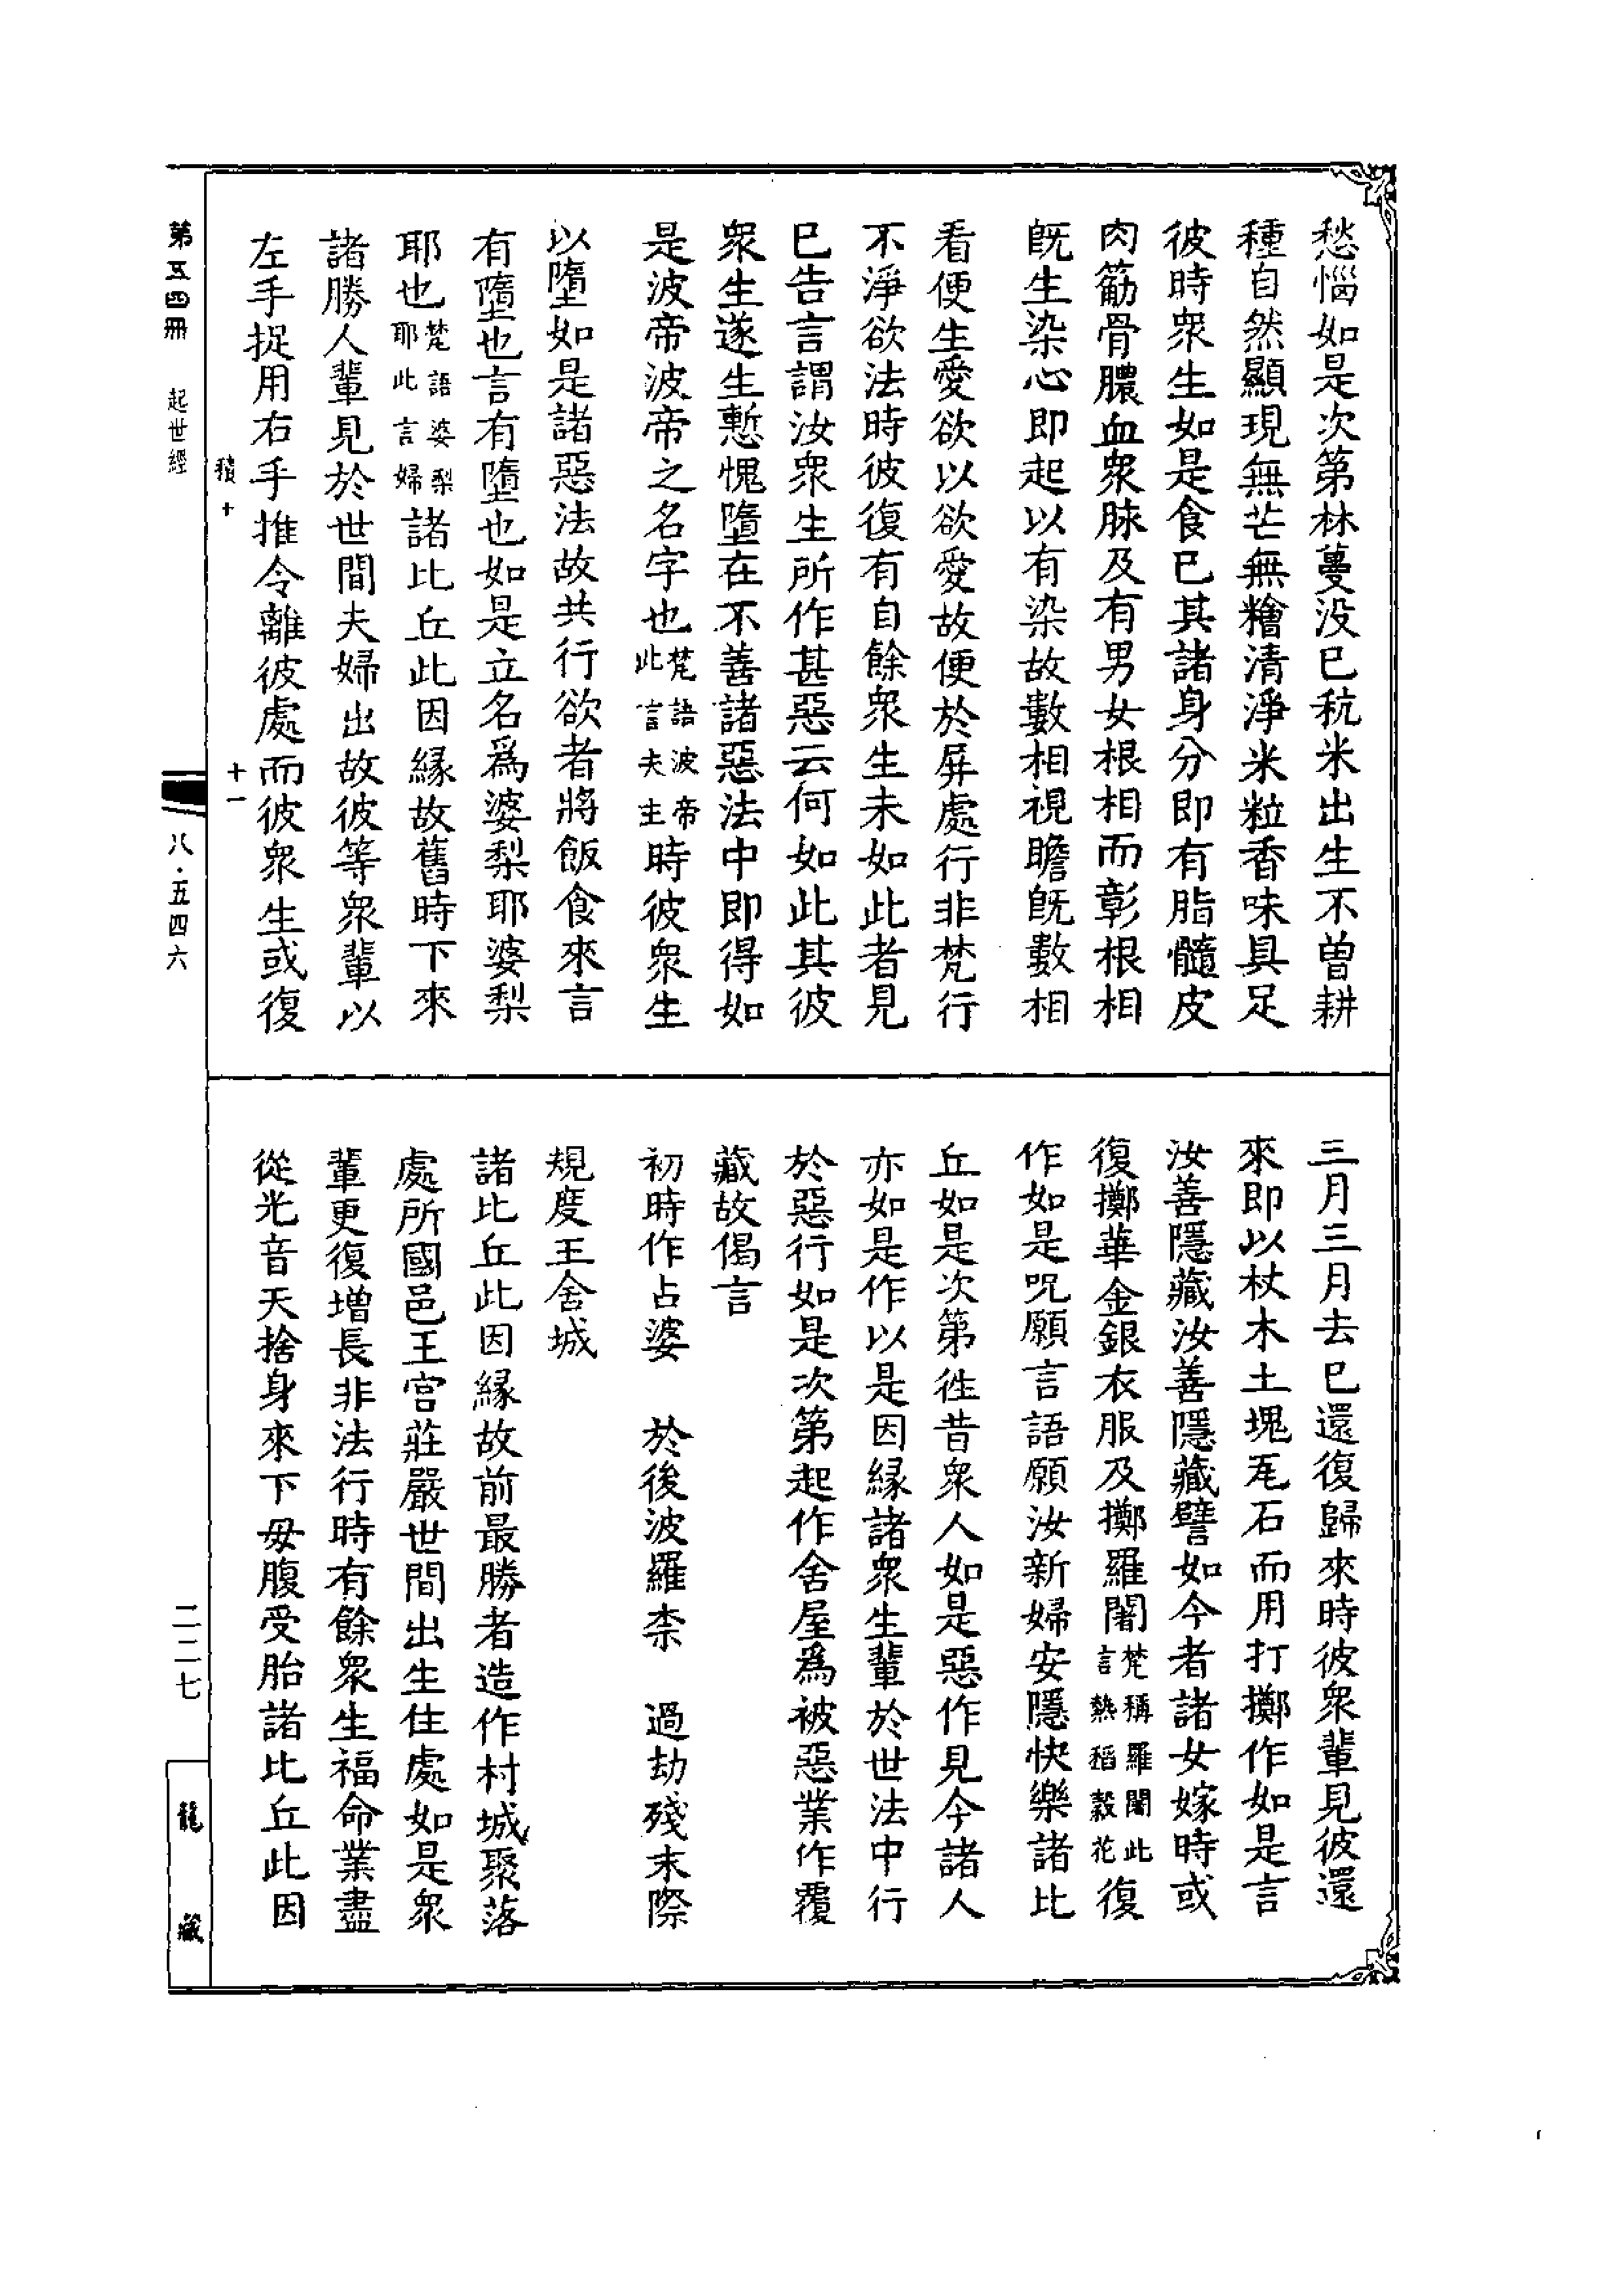 愁惱如是次第林蔓没巳秔米出生不曽耕
種自然顯現無芒無𥢶清淨米粒香味具足
彼時衆生如是食巳其諸身分即有脂髓皮
肉筋骨膿血衆脉及有男女根相而彰根相
既生染心即起以有染故數相視瞻既數相
看便生愛欲以欲愛故便於屏處行非梵行
不淨欲法時彼復有自餘衆生未如此者見
巳告言謂汝衆生所作甚惡云何如此其彼
衆生遂生慙愧墮在不善諸惡法中即得如
是波帝波帝之名字也梵語波帝此言夫主時彼衆生
以墮如是諸惡法故共行欲者將飯食來言
有墮也言有墮也如是立名爲婆梨耶婆梨
耶也梵語婆梨耶此言婦諸比丘此因縁故舊時下來
諸勝人輩見於世間夫婦出故彼等衆輩以
左手捉用右手推令離彼處而彼衆生或復
三月三月去巳還復歸來時彼衆輩見彼還
來即以杖木土塊瓦石而用打擲作如是言
汝善隱藏汝善隱藏譬如今者諸女嫁時或
復擲華金銀衣服及擲羅闍梵稱羅闍此言熱稻穀花復
作如是呪願言語願汝新婦安隱快樂諸比
丘如是次第徃昔衆人如是惡作見今諸人
亦如是作以是因縁諸衆生輩於世法中行
於惡行如是次第起作舍屋爲被惡業作覆
藏故偈言
初時作占婆　於後波羅柰　過劫殘末際
規度王舍城
諸比丘此因縁故前最勝者造作村城聚落
處所國邑王宮莊嚴世間出生住處如是衆
輩更復増長非法行時有餘衆生福命業盡
從光音天捨身來下母腹受胎諸比丘此因
積十
十一
第五四冊　起世經
八·五四六
二二七
龍藏